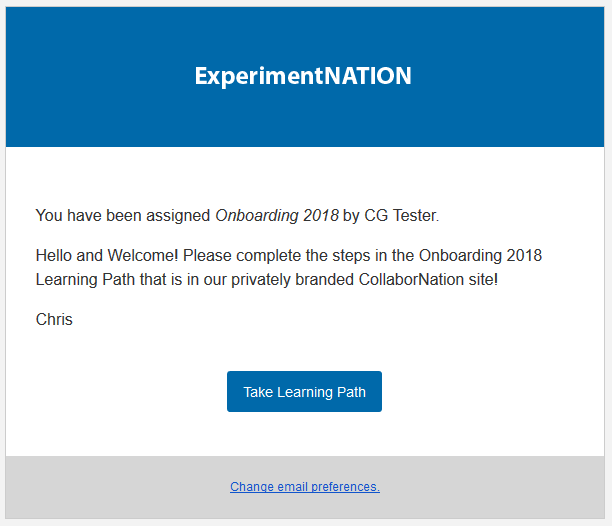 ExperimentNATION
You have been assigned Onboarding 2018 by CG Tester.
Hello and Welcome! Please complete the steps in the Onboarding 2018
Learning Path that is in our privately branded CollaborNation site!
Chris
Take Learning Path
Change email preferences.